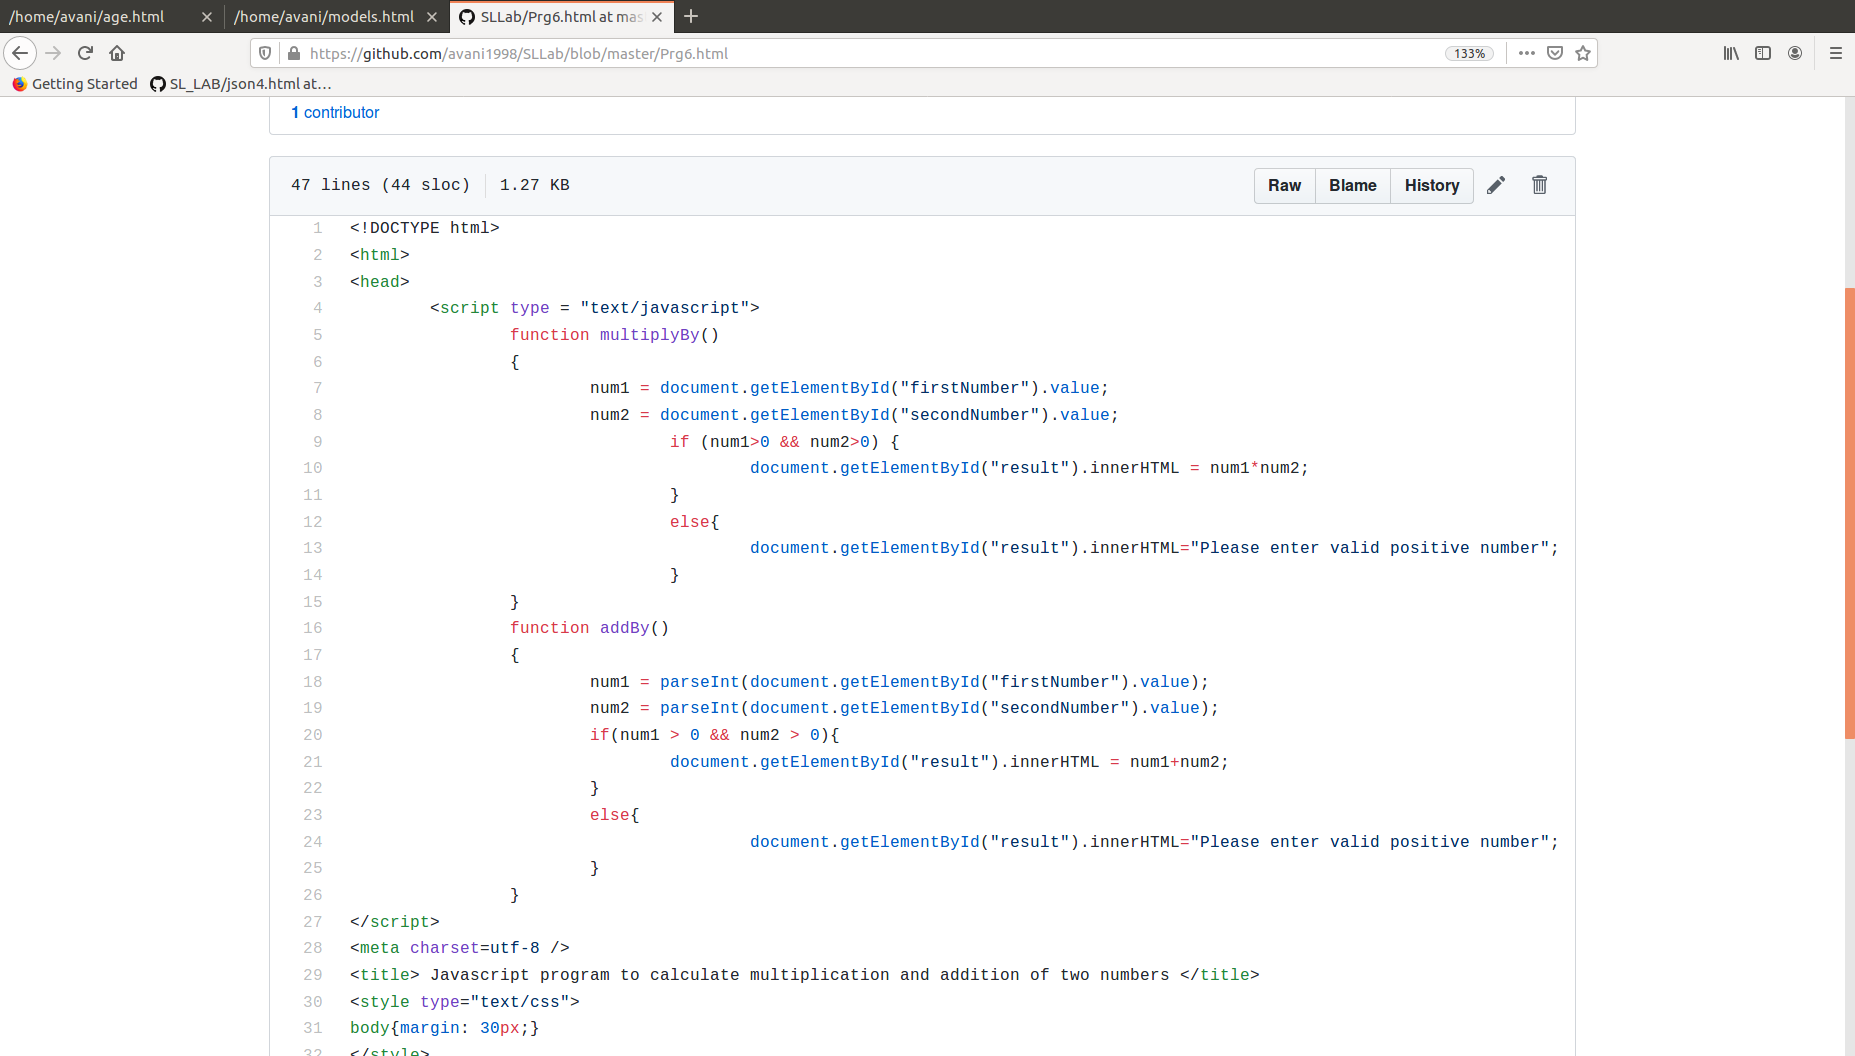 /home/avani/age.html
/home/avani/models.html
SLLab/Prg6.html at mas
https://github.com/avani1998/SLLab/blob/master/Prg6.html
133%
Getting Started
SL_LAB/json4.html at…
1 contributor
47 lines (44 sloc)
1.27 KB
Raw
Blame
History
1 <!DOCTYPE html>
2 <html>
3 <head>
4 <script type = "text/javascript">
5 function multiplyBy()
6 {
7 num1 = document.getElementById("firstNumber").value;
8 num2 = document.getElementById("secondNumber").value;
9 if (num1>0 && num2>0) {
10 document.getElementById("result").innerHTML = num1*num2;
11 }
12 else{
13 document.getElementById("result").innerHTML="Please enter valid positive number";
14 }
15 }
16 function addBy()
17 {
18 num1 = parseInt(document.getElementById("firstNumber").value);
19 num2 = parseInt(document.getElementById("secondNumber").value);
20 if(num1 > 0 && num2 > 0){
21 document.getElementById("result").innerHTML = num1+num2;
22 }
23 else{
24 document.getElementById("result").innerHTML="Please enter valid positive number";
25 }
26 }
27 </script>
28 <meta charset=utf-8 />
29 <title> Javascript program to calculate multiplication and addition of two numbers </title>
30 <style type="text/css">
31 body{margin: 30px;}
32 </style>